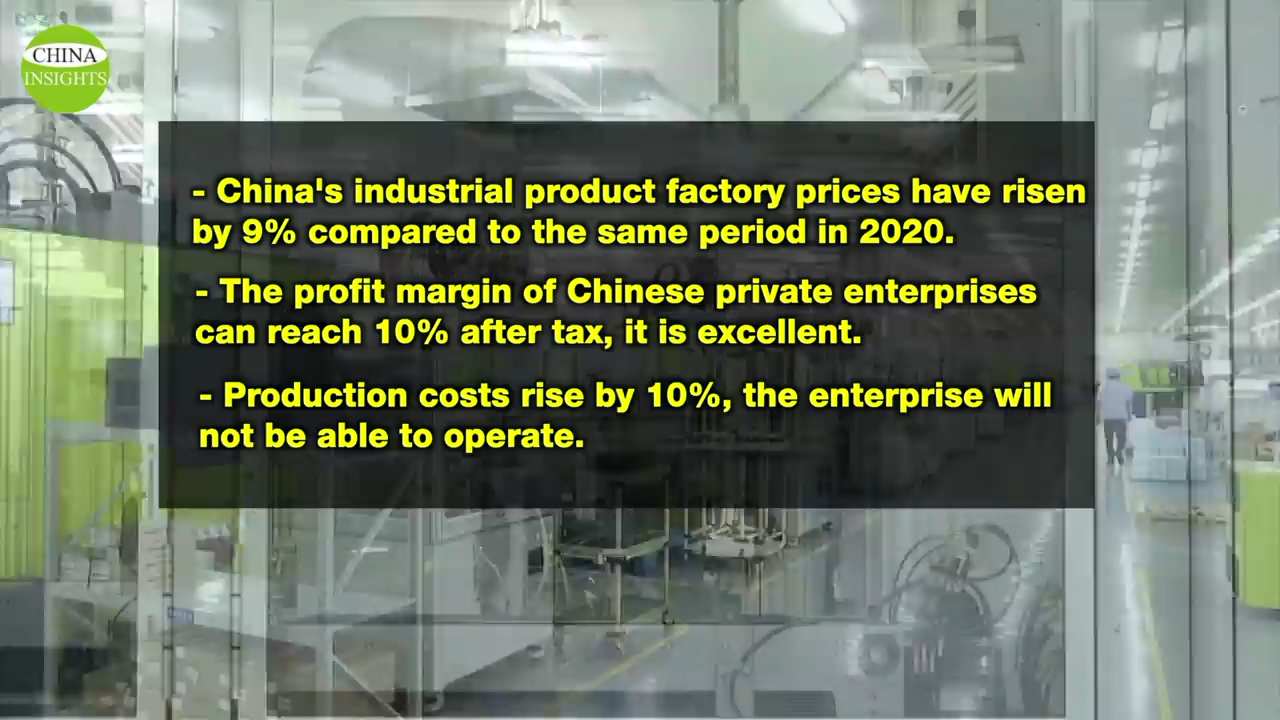 CHINA
INSIGHTS
- China's industrial product factory prices have risen
by 9% compared to the same period in 2020.
- The profit margin of Chinese private enterprises
can reach 10% after tax, it is excellent.
- Production costs rise by 10%, the enterprise will
not be able to operate.